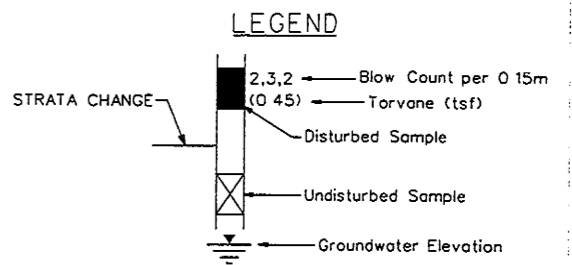 LEGEND
2,3,2 Blow Count per 0 15m
STRATA CHANGE (0 45) Torvane (tsf)
Disturbed Sample
Undisturbed Sample
Groundwater Elevation